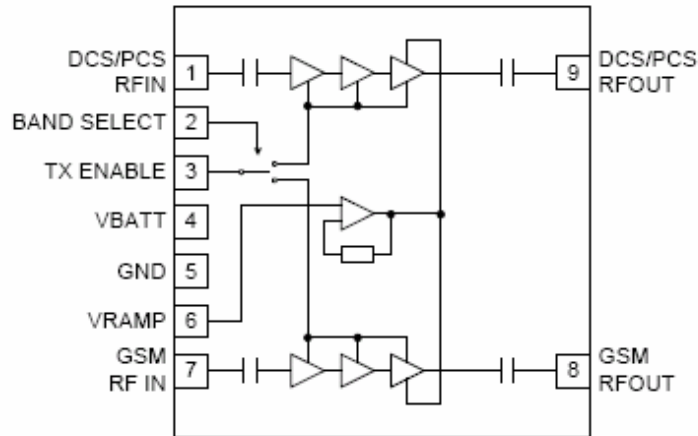 DCS/PCS
RFIN
1
9
DCS/PCS
RFOUT
BAND SELECT
2
TX ENABLE
3
VBATT
4
GND
5
VRAMP
6
GSM
RF IN
7
8
GSM
RFOUT